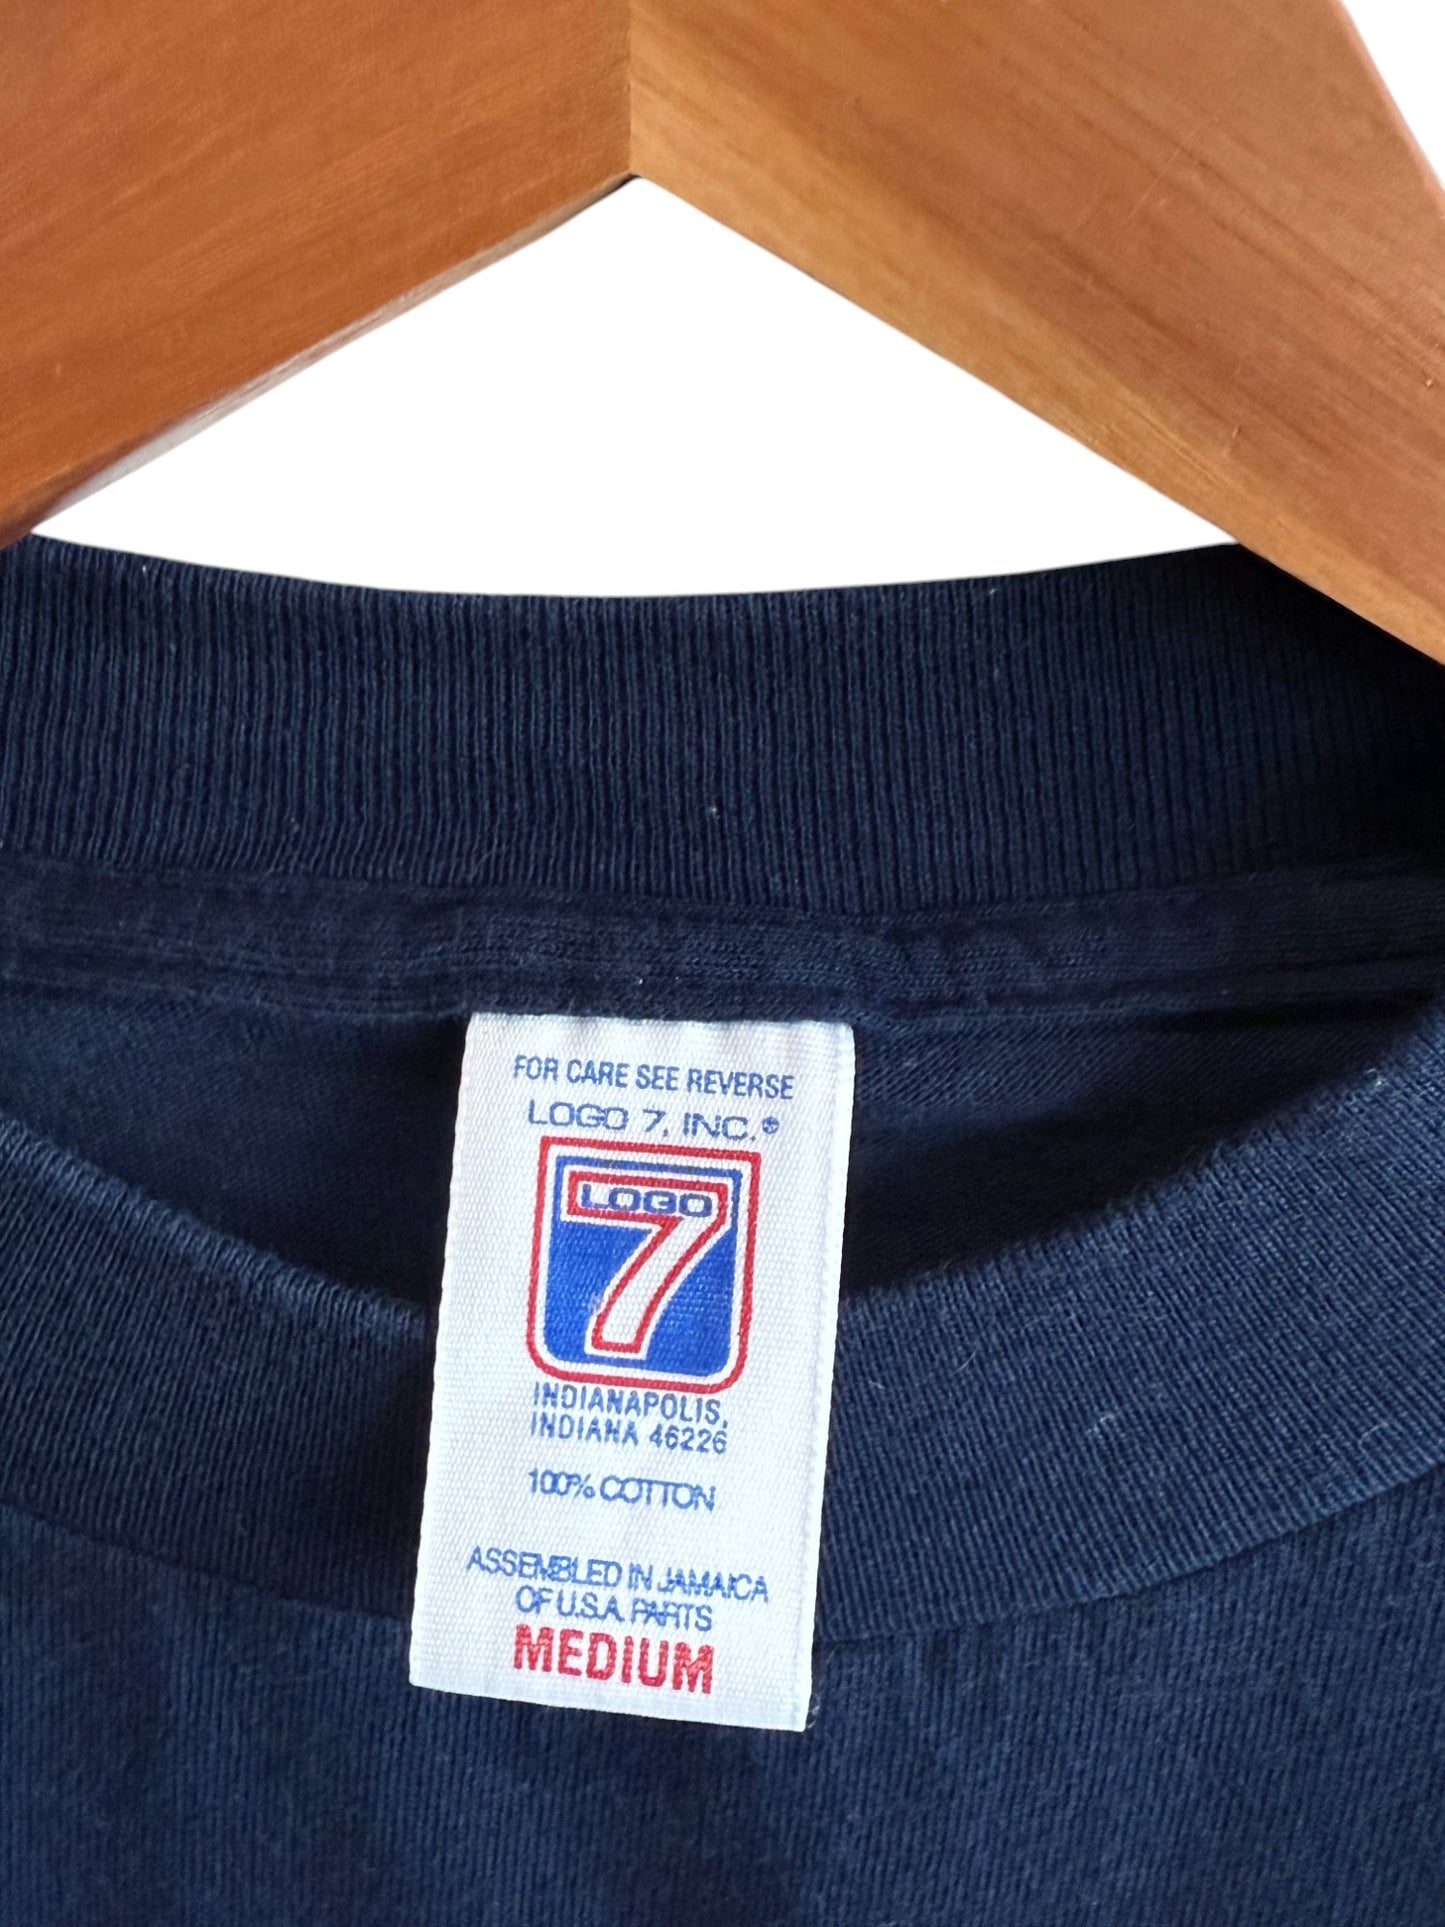 FOR CARE SEE REVERSE
LOGO 7, INC.®
LOGO
7
INDIANAPOLIS,
INDIANA 46226
100% COTTON
ASSEMBLED IN JAMAICA
OF U.S.A. PARTS
MEDIUM